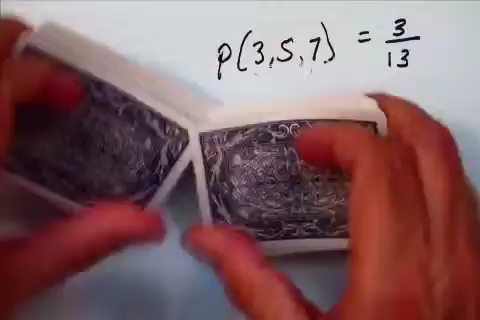 p(3,5,7) = 3/13